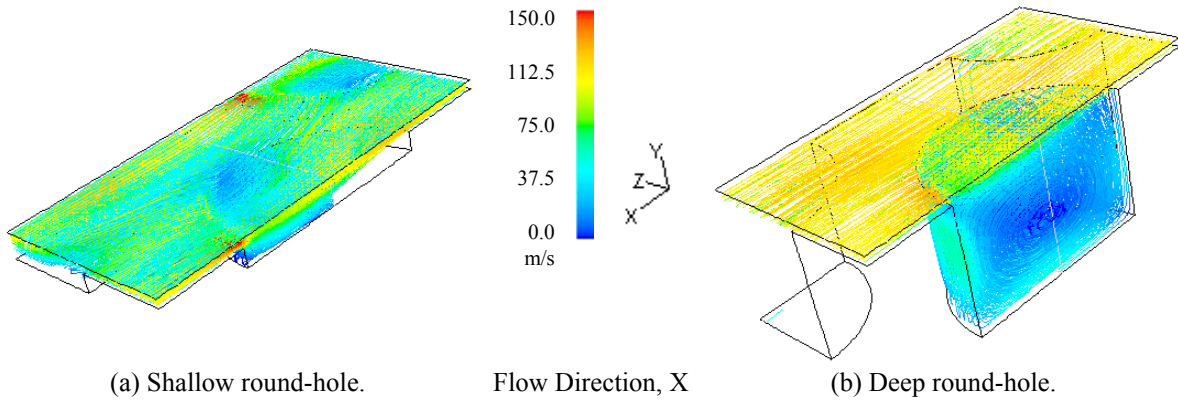 150.0
112.5
75.0
37.5
0.0
m/s
Y
Z
X
(a) Shallow round-hole.
Flow Direction, X
(b) Deep round-hole.